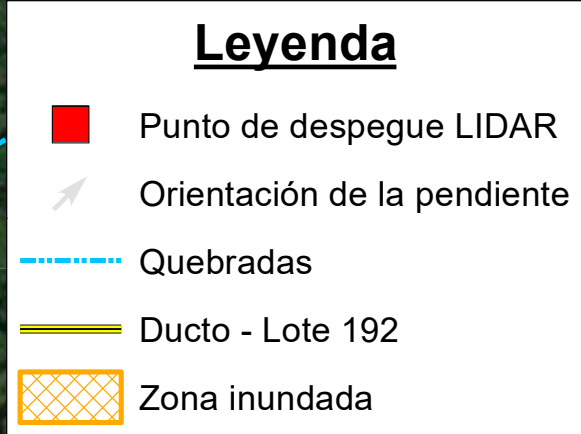 Leyenda
Punto de despegue LIDAR
Orientación de la pendiente
Quebradas
Ducto - Lote 192
Zona inundada